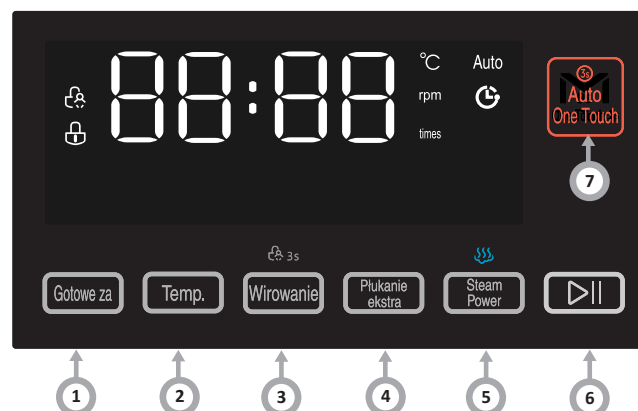 88:88
°C
Auto
rpm
times
3s
Auto
One Touch
7
3s
Gotowe za
Temp.
Wirowanie
Płukanie
ekstra
Steam
Power
1
2
3
4
5
6